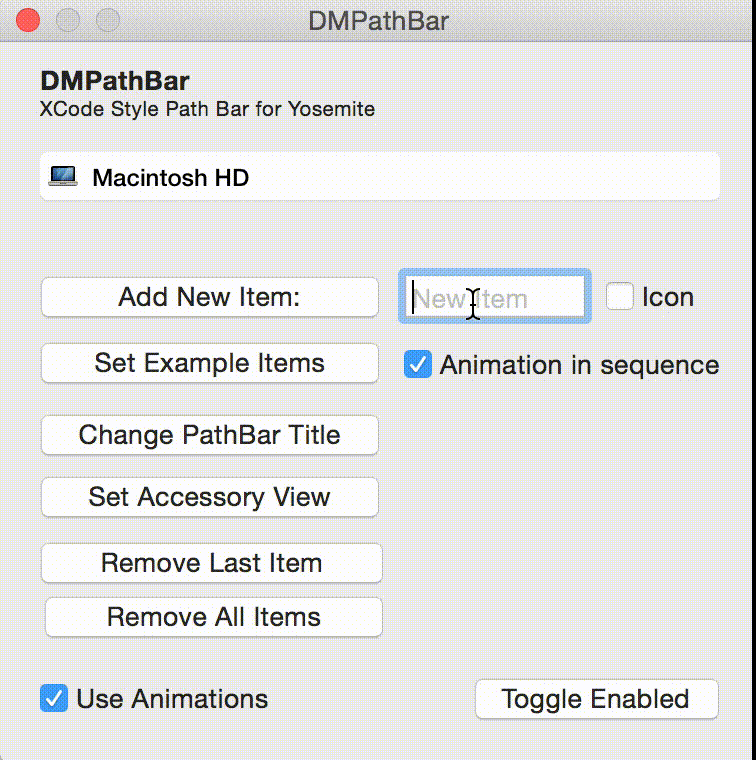 DMPathBar
DMPathBar
XCode Style Path Bar for Yosemite
Macintosh HD
Add New Item:
New Item
Icon
Set Example Items
Animation in sequence
Change PathBar Title
Set Accessory View
Remove Last Item
Remove All Items
Use Animations
Toggle Enabled